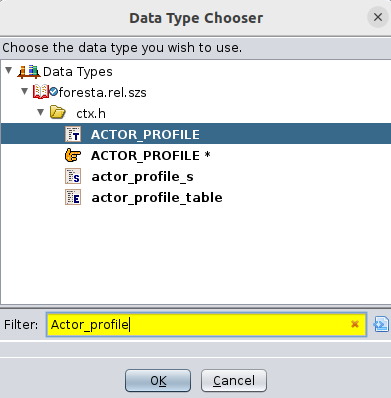 Data Type Chooser
Choose the data type you wish to use.
Data Types
foresta.rel.szs
ctx.h
T ACTOR_PROFILE
ACTOR_PROFILE *
S actor_profile_s
E actor_profile_table
Filter: Actor_profile
OK Cancel